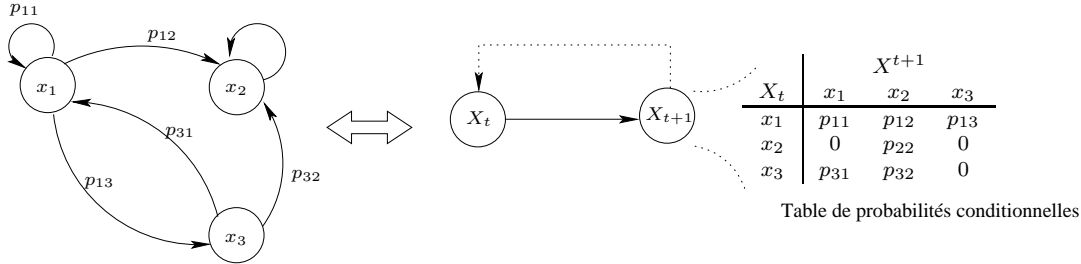 p11
p12
x1
x2
p31
p13
p32
x3
Xt
Xt+1
X^{t+1}
Xt x1 x2 x3
x1 p11 p12 p13
x2 0 p22 0
x3 p31 p32 0
Table de probabilités conditionnelles